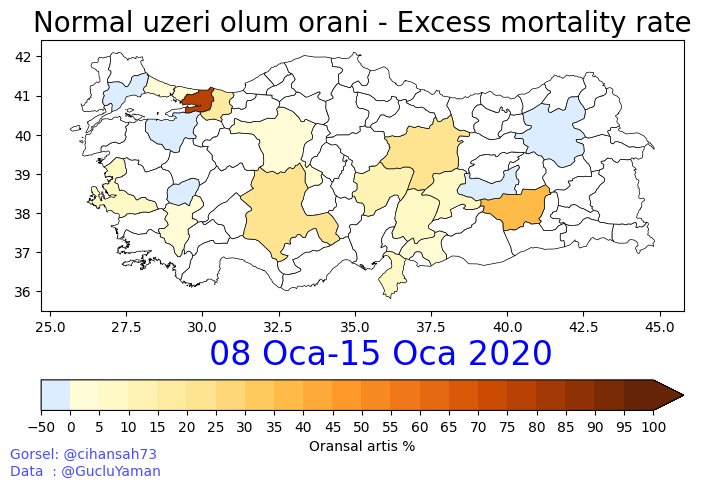 Normal uzeri olum orani - Excess mortality rate
42
41
40
39
38
37
36
25.0 27.5 30.0 32.5 35.0 37.5 40.0 42.5 45.0
08 Oca-15 Oca 2020
−50 0 5 10 15 20 25 30 35 40 45 50 55 60 65 70 75 80 85 90 95 100
Oransal artis %
Gorsel: @cihansah73
Data  : @GucluYaman